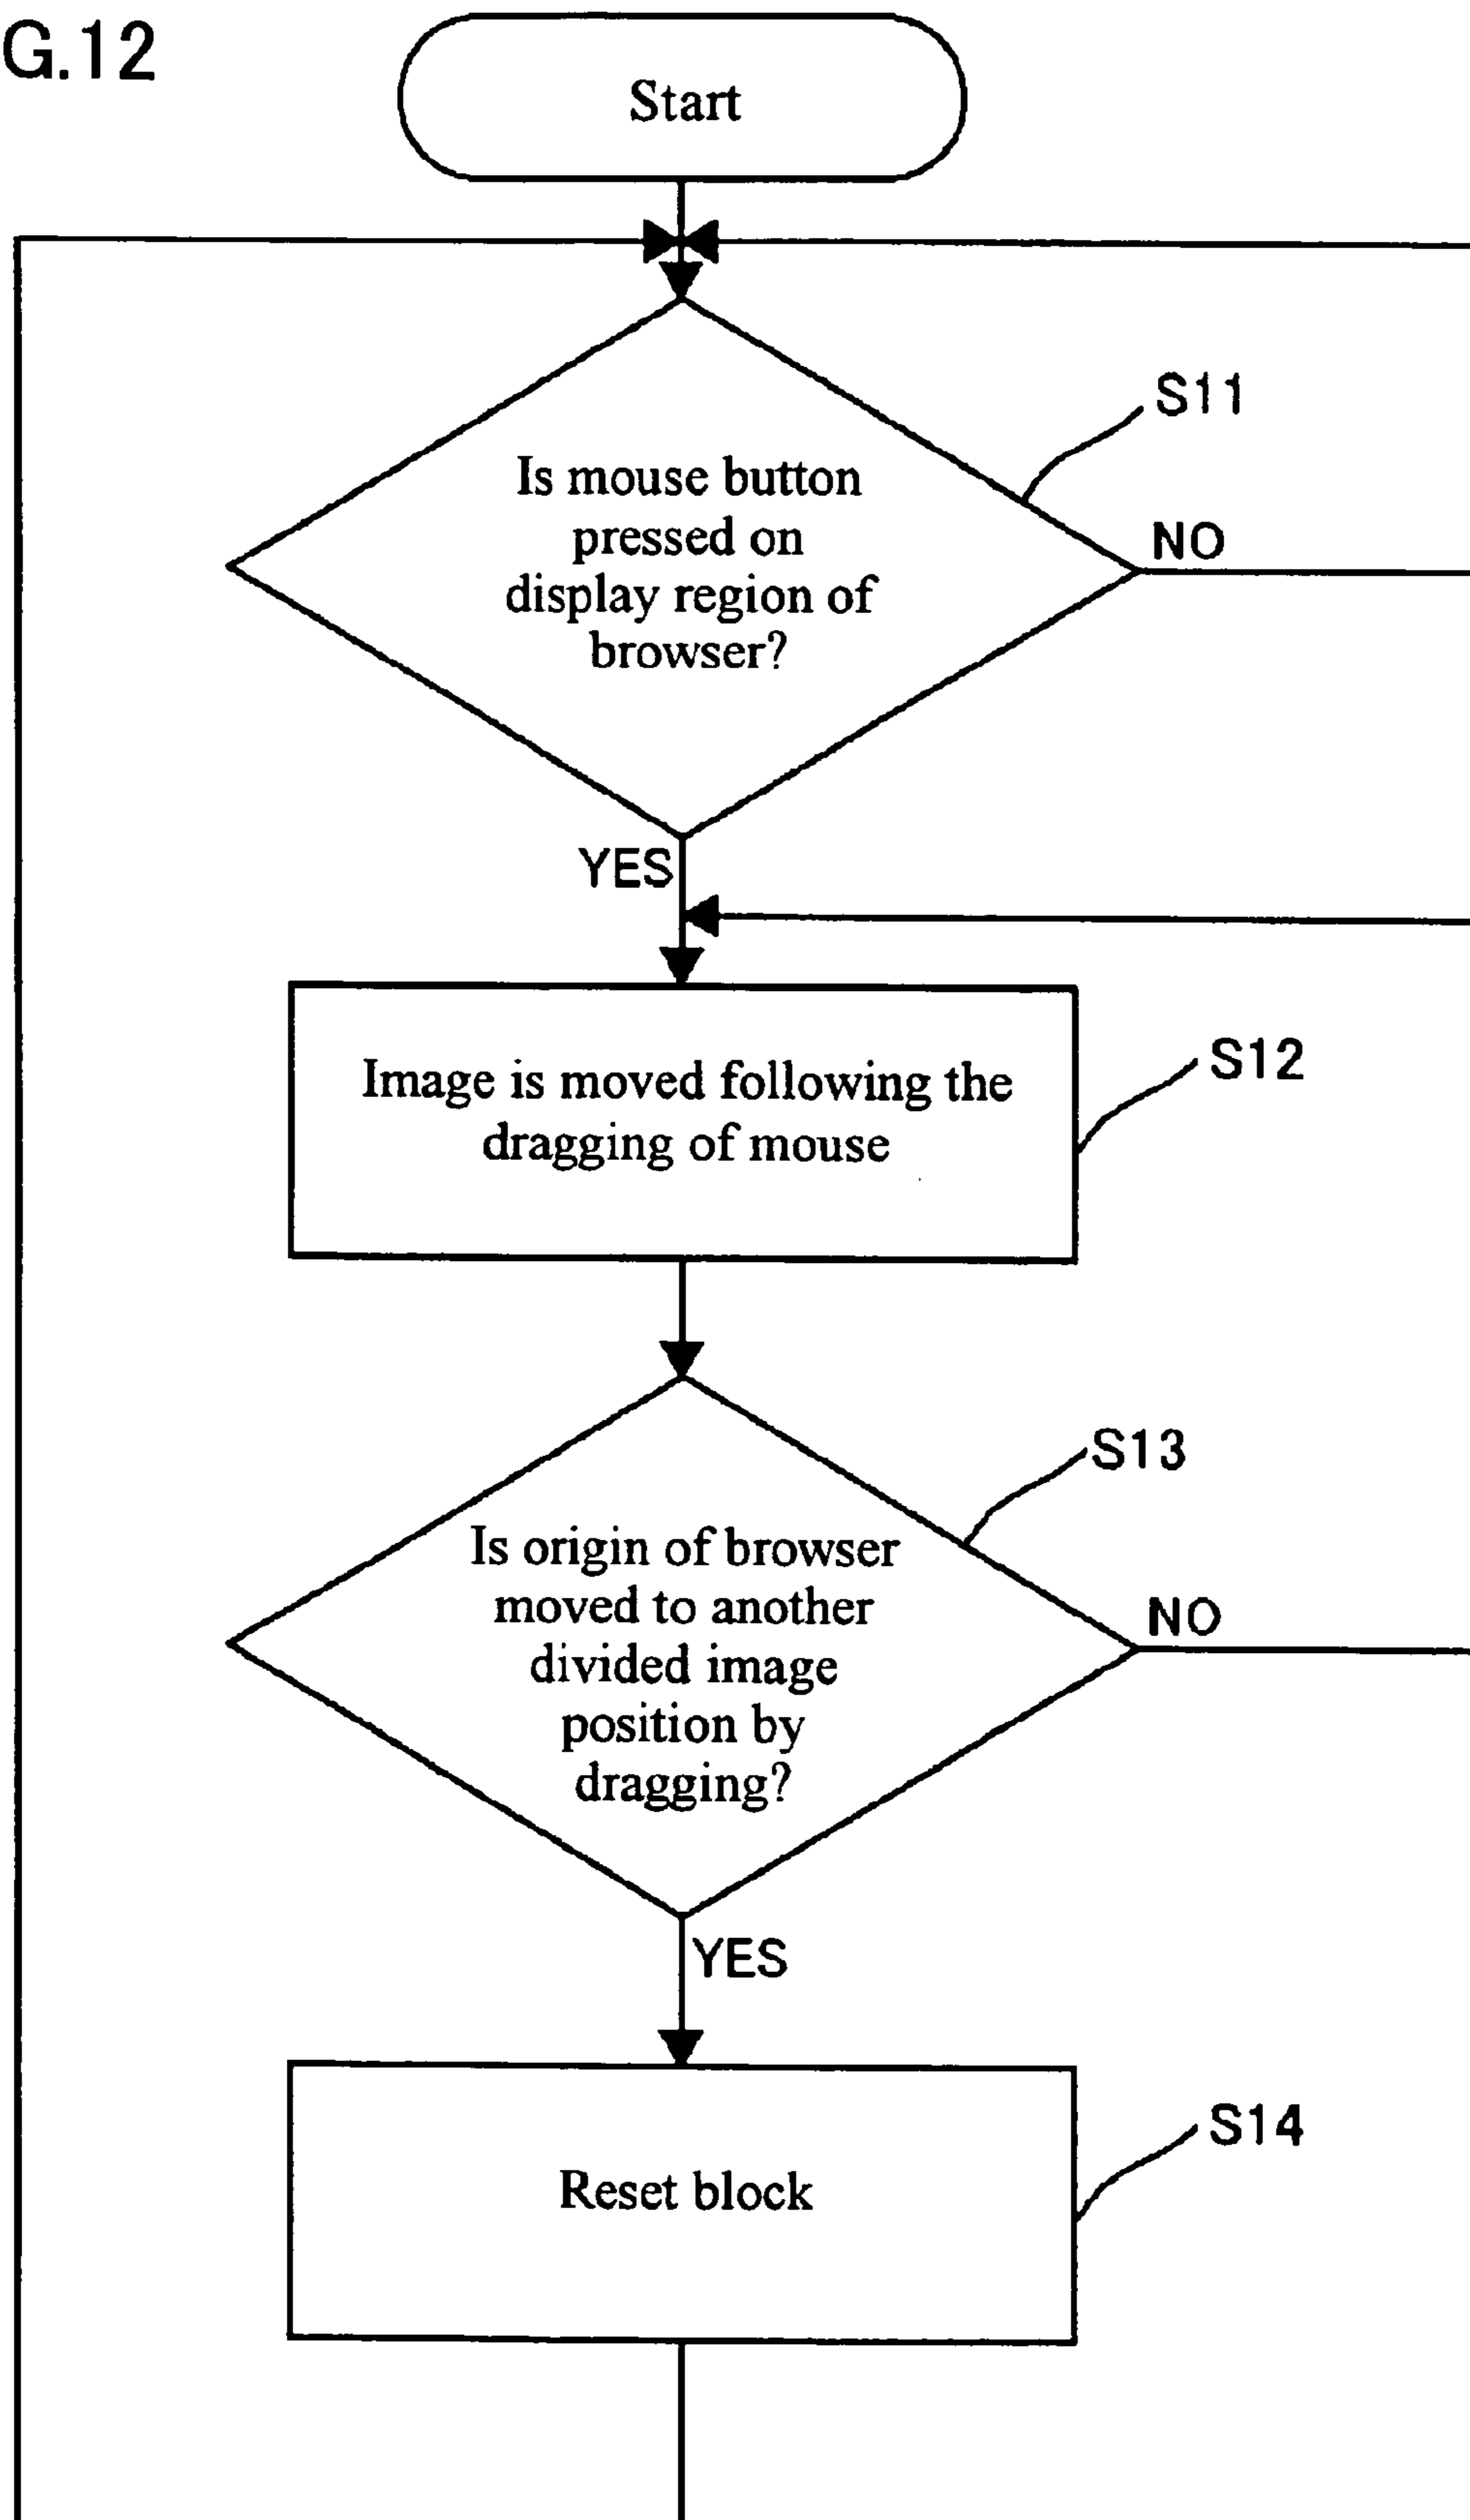 G.12
Start
S11
Is mouse button
pressed on
display region of
browser?
NO
YES
Image is moved following the
dragging of mouse
S12
S13
Is origin of browser
moved to another
divided image
position by
dragging?
NO
YES
Reset block
S14